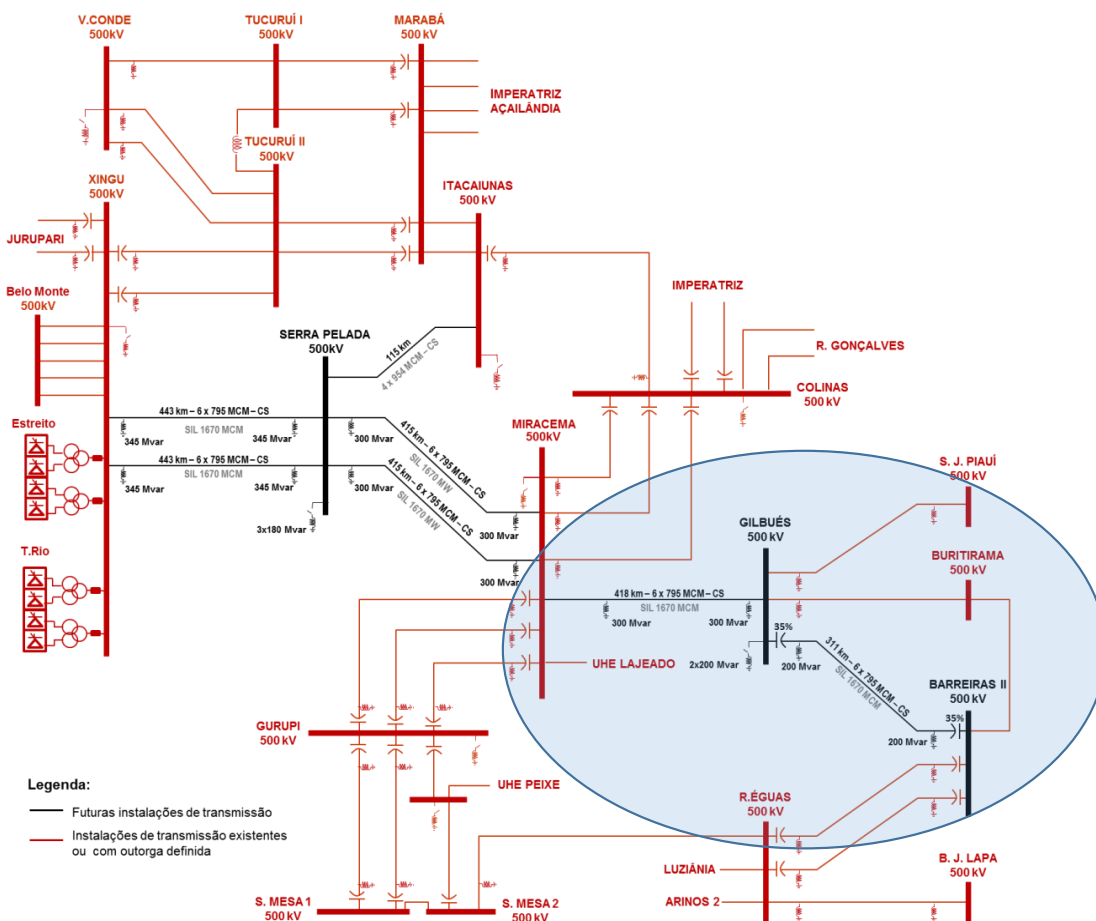 V.CONDE
500kV
TUCURUÍ I
500kV
MARABÁ
500 kV
IMPERATRIZ
AÇAILÂNDIA
TUCURUÍ II
500kV
XINGU
500kV
ITACAIUNAS
500 kV
JURUPARI
Belo Monte
500kV
IMPERATRIZ
SERRA PELADA
500kV
115 km
4 x 954 MCM – CS
R. GONÇALVES
COLINAS
500 kV
443 km – 6 x 795 MCM – CS
SIL 1670 MCM
345 Mvar
345 Mvar
300 Mvar
415 km – 6 x 795 MCM – CS
SIL 1670 MW
MIRACEMA
500kV
Estreito
443 km – 6 x 795 MCM – CS
SIL 1670 MCM
345 Mvar
345 Mvar
300 Mvar
415 km – 6 x 795 MCM – CS
SIL 1670 MW
3x180 Mvar
300 Mvar
300 Mvar
S. J. PIAUÍ
500 kV
GILBUÉS
500 kV
BURITIRAMA
500 kV
T.Rio
418 km – 6 x 795 MCM – CS
SIL 1670 MCM
300 Mvar
300 Mvar
35%
2x200 Mvar
200 Mvar
311 km – 6 x 795 MCM – CS
SIL 1670 MCM
UHE LAJEADO
BARREIRAS II
500 kV
35%
200 Mvar
GURUPI
500 kV
UHE PEIXE
Legenda:
Futuras instalações de transmissão
Instalações de transmissão existentes
ou com outorga definida
R.ÉGUAS
500 kV
LUZIÂNIA
ARINOS 2
B. J. LAPA
500 kV
S. MESA 1
500 kV
S. MESA 2
500 kV